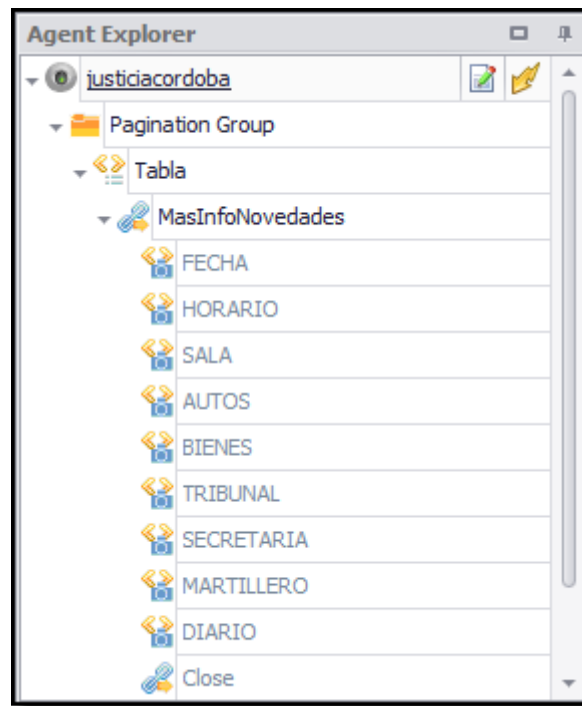 Agent Explorer
justiciacordoba
Pagination Group
Tabla
MasInfoNovedades
FECHA
HORARIO
SALA
AUTOS
BIENES
TRIBUNAL
SECRETARIA
MARTILLERO
DIARIO
Close